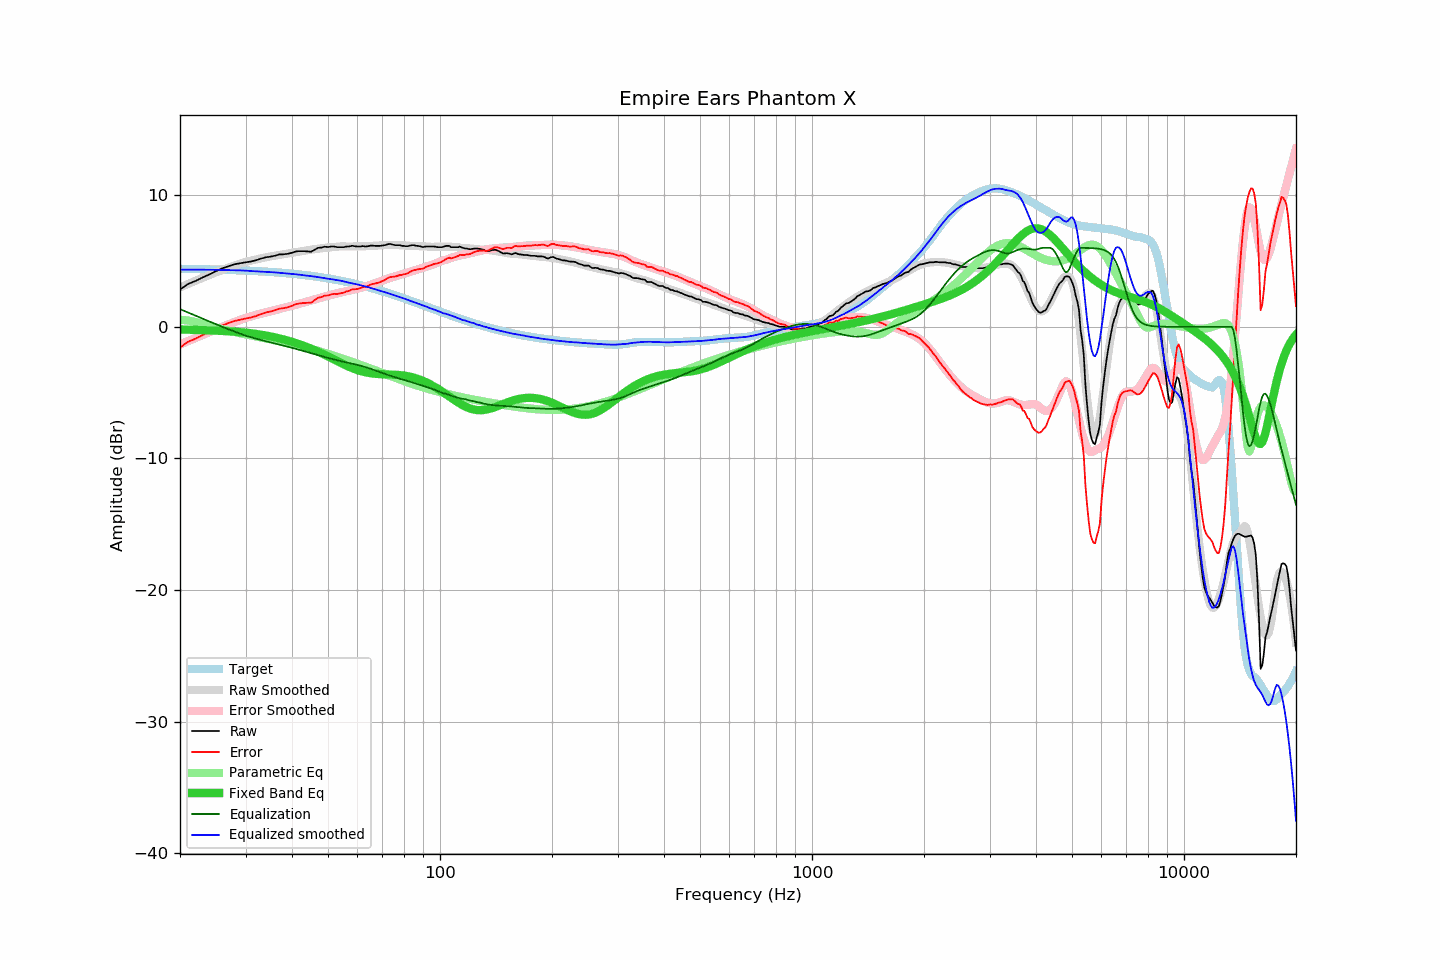 Empire Ears Phantom X
Amplitude (dBr)
10
0
−10
−20
−30
−40
Target
Raw Smoothed
Error Smoothed
Raw
Error
Parametric Eq
Fixed Band Eq
Equalization
Equalized smoothed
100
1000
10000
Frequency (Hz)